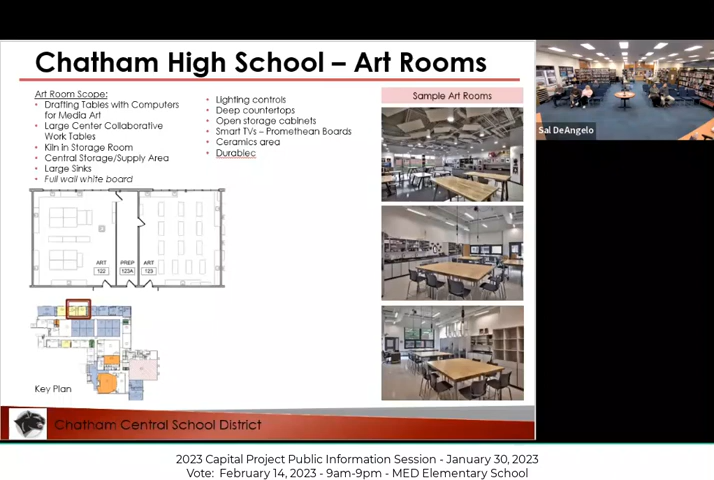 Chatham High School – Art Rooms
Art Room Scope:
• Drafting Tables with Computers
for Media Art
• Large Center Collaborative
Work Tables
• Kiln in Storage Room
• Central Storage/Supply Area
• Large Sinks
• Full wall white board
• Lighting controls
• Deep countertops
• Open storage cabinets
• Smart TVs – Promethean Boards
• Ceramics area
• Durablec
Sample Art Rooms
Sal DeAngelo
ART
122
PREP
123A
ART
123
Key Plan
Chatham Central School District
2023 Capital Project Public Information Session - January 30, 2023
Vote: February 14, 2023 - 9am-9pm - MED Elementary School